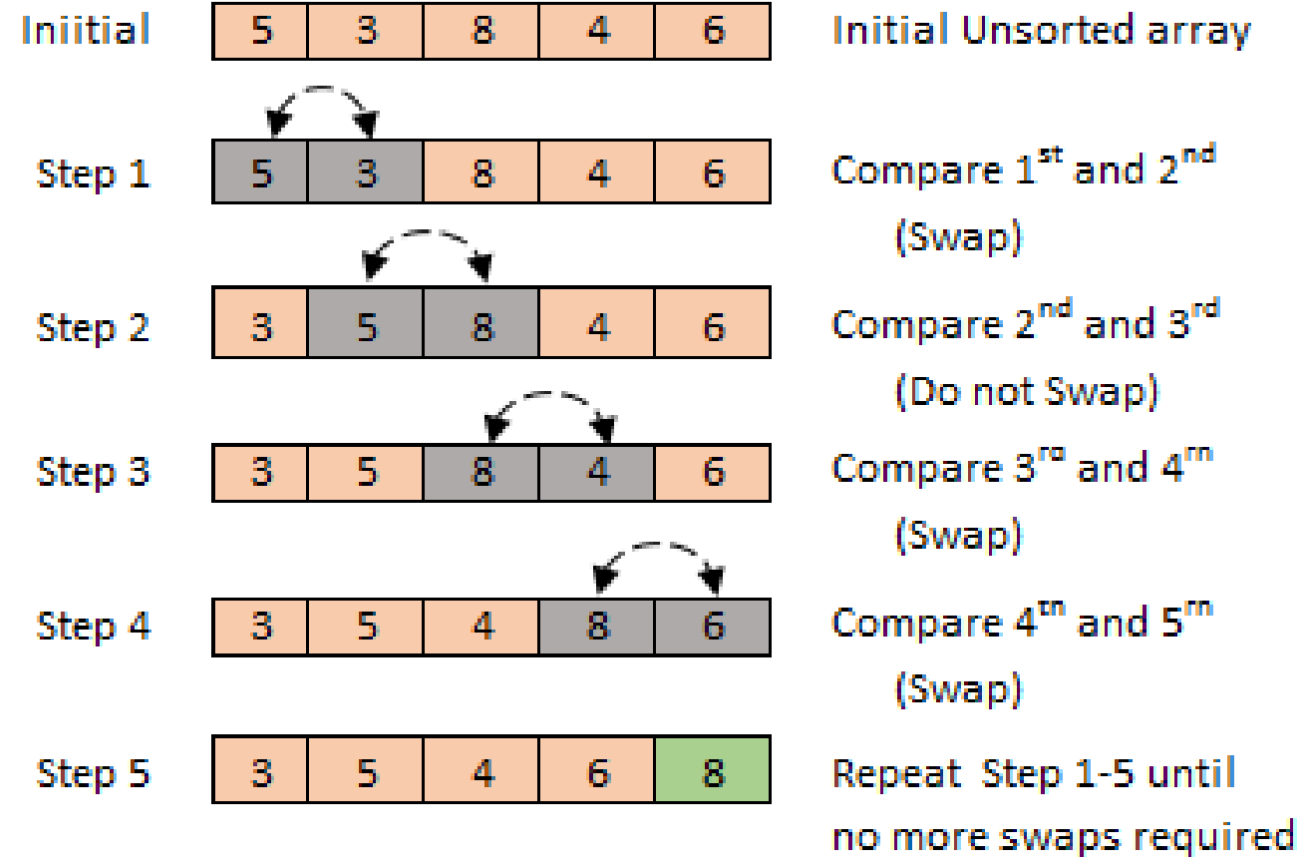 Iniitial 5 3 8 4 6 Initial Unsorted array
Step 1 5 3 8 4 6 Compare 1st and 2nd
(Swap)
Step 2 3 5 8 4 6 Compare 2nd and 3rd
(Do not Swap)
Step 3 3 5 8 4 6 Compare 3rd and 4th
(Swap)
Step 4 3 5 4 8 6 Compare 4th and 5th
(Swap)
Step 5 3 5 4 6 8 Repeat Step 1-5 until
no more swaps required